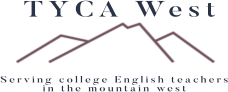 TYCA West
Serving college English teachers
in the mountain west